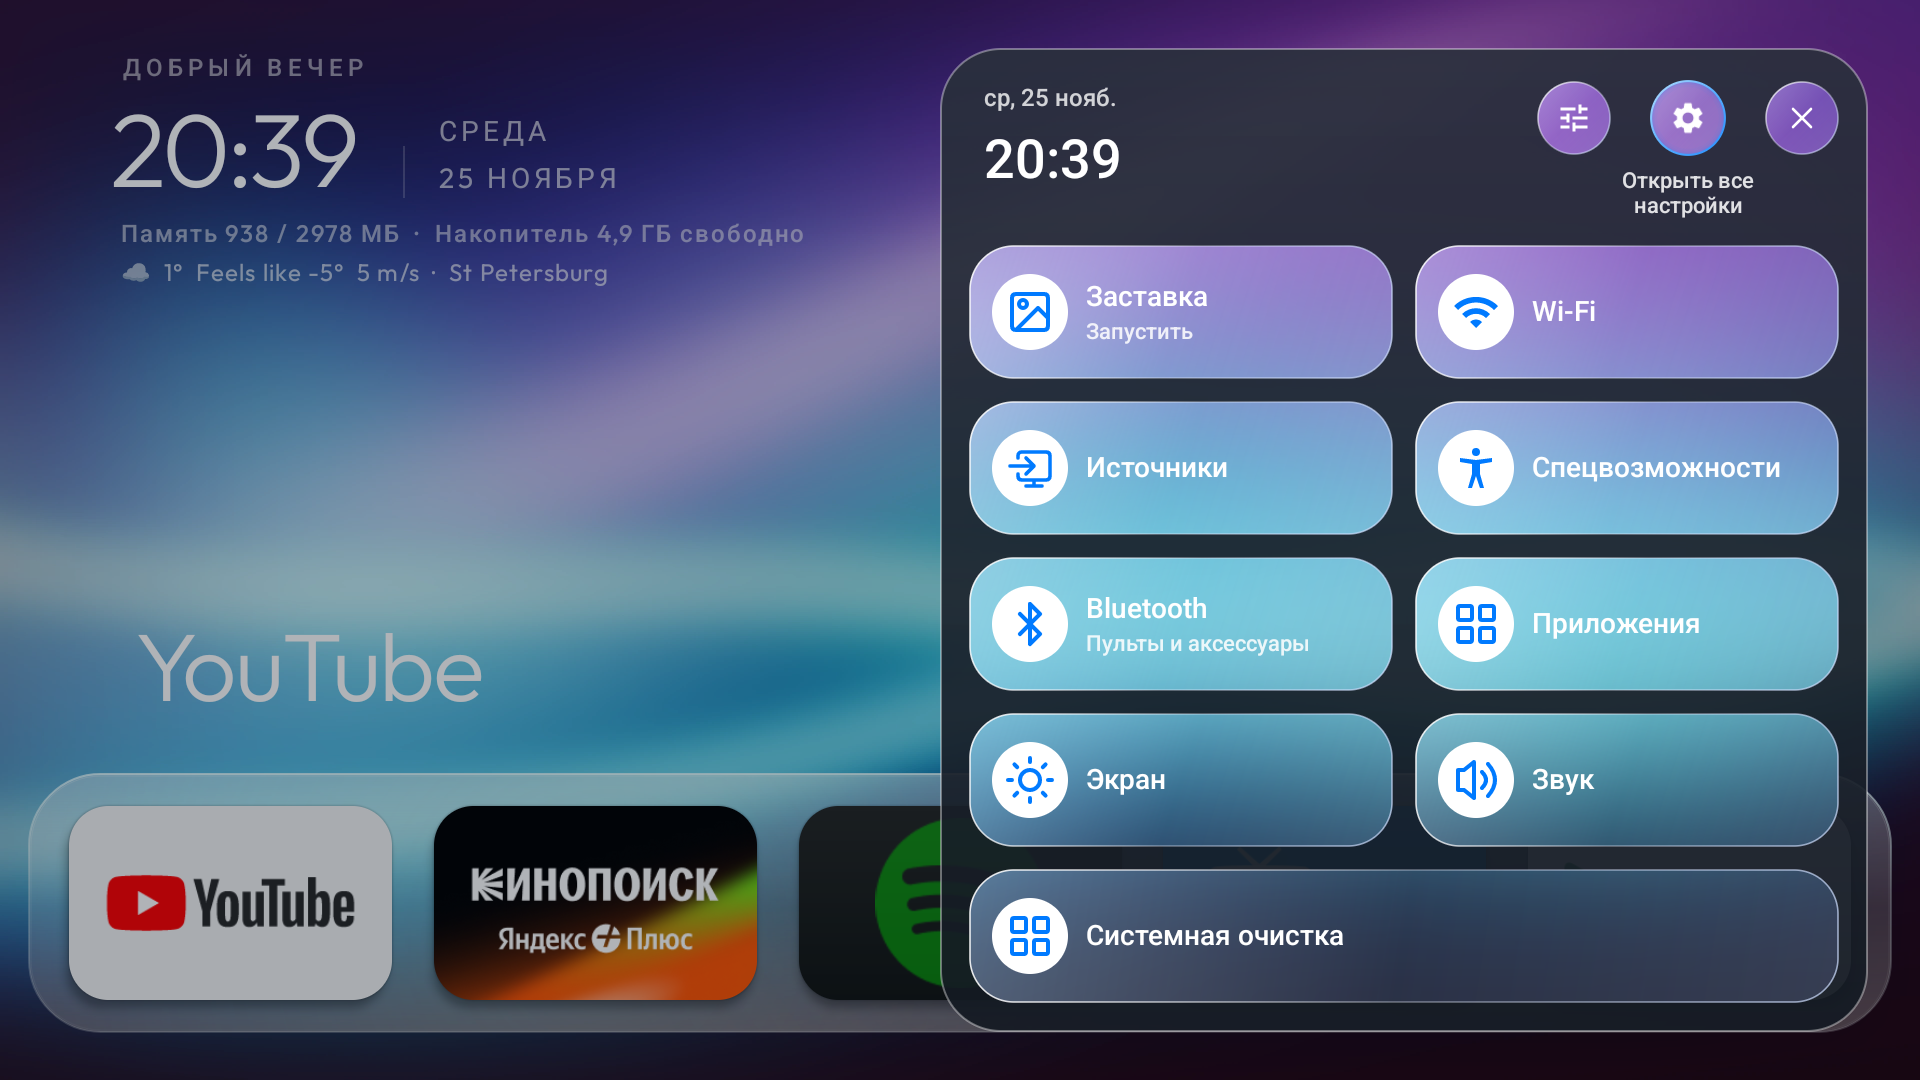 ДОБРЫЙ ВЕЧЕР
20:39
СРЕДА
25 НОЯБРЯ
Память 938 / 2978 МБ · Накопитель 4,9 ГБ свободно
1° Feels like -5° 5 m/s · St Petersburg
YouTube
YouTube
КИНОПОИСК
Яндекс Плюс
ср, 25 нояб.
20:39
Открыть все
настройки
Заставка
Запустить
Wi-Fi
Источники
Спецвозможности
Bluetooth
Пульты и аксессуары
Приложения
Экран
Звук
Системная очистка